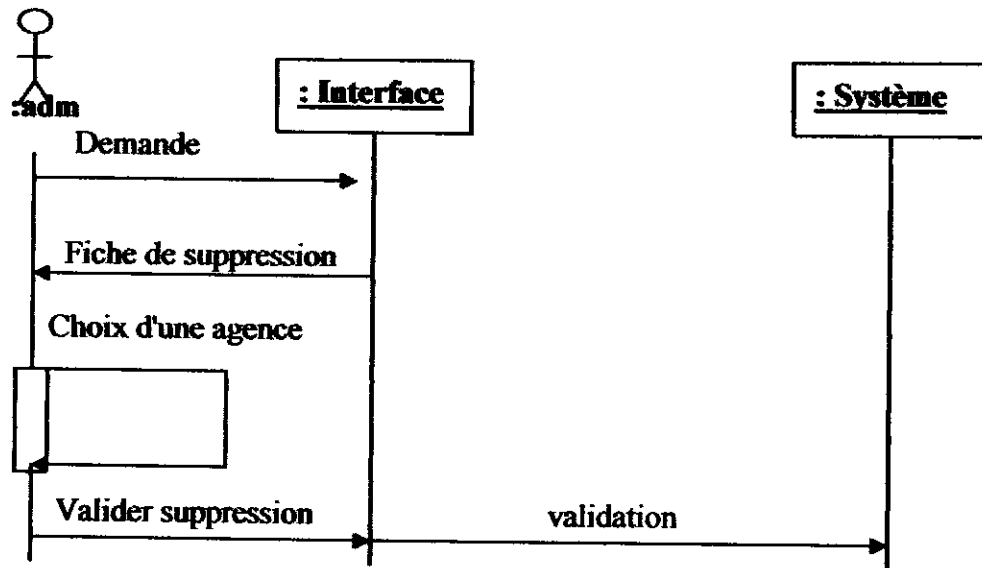 : Interface
: Système
:adm
Demande
Fiche de suppression
Choix d'une agence
Valider suppression
validation